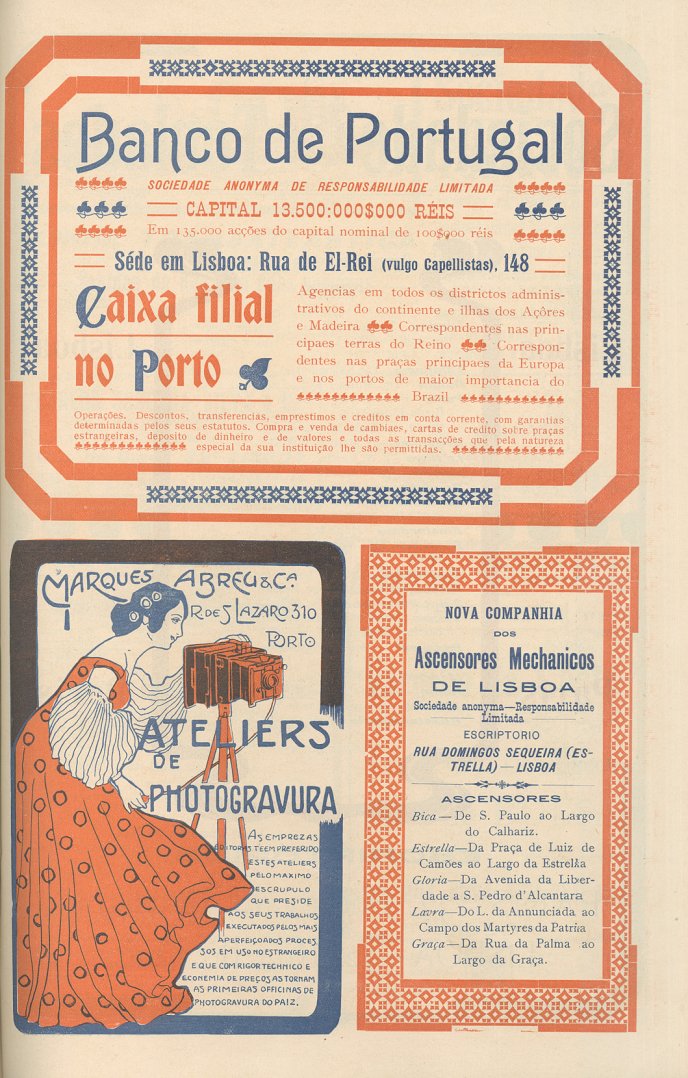 Banco de Portugal
SOCIEDADE ANONYMA DE RESPONSABILIDADE LIMITADA
CAPITAL 13.500:000$000 RÉIS
Em 135.000 acções do capital nominal de 100$000 réis
Séde em Lisboa: Rua de El-Rei (vulgo Capellistas), 148
Caixa filial
no Porto
Agencias em todos os districtos adminis-
trativos do continente e ilhas dos Açôres
e Madeira Correspondentes nas prin-
cipaes terras do Reino Correspon-
dentes nas praças principaes da Europa
e nos portos de maior importancia do
Brazil
Operações. Descontos, transferencias, emprestimos e creditos em conta corrente, com garantias
determinadas pelos seus estatutos. Compra e venda de cambiaes, cartas de credito sobre praças
estrangeiras, deposito de dinheiro e de valores e todas as transacções que pela natureza
especial da sua instituição lhe são permittidas.
MARQUES ABREU & Cª
R. DE S. LAZARO 310
PORTO
ATELIERS
DE
PHOTOGRAVURA
AS EMPREZAS
EDITORAS TEEM PREFERIDO
ESTES ATELIERS
PELO MAXIMO
ESCRUPULO
QUE PRESIDE
AOS SEUS TRABALHOS
EXECUTADOS PELOS MAIS
APERFEIÇOADOS PROCES.
SOS EM USO NO ESTRANGEIRO
E QUE COM RIGOR TECHNICO E
ECONOMIA DE PREÇOS AS TORNAM
AS PRIMEIRAS OFFICINAS DE
PHOTOGRAVURA DO PAIZ.
NOVA COMPANHIA
DOS
Ascensores Mechanicos
DE LISBOA
Sociedade anonyma—Responsabilidade
Limitada
ESCRIPTORIO
RUA DOMINGOS SEQUEIRA (ES-
TRELLA) — LISBOA
ASCENSORES
Bica — De S. Paulo ao Largo
do Calhariz.
Estrella—Da Praça de Luiz de
Camões ao Largo da Estrella
Gloria—Da Avenida da Liber-
dade a S. Pedro d'Alcantara
Lavra—Do L. da Annunciada ao
Campo dos Martyres da Patria
Graça—Da Rua da Palma ao
Largo da Graça.